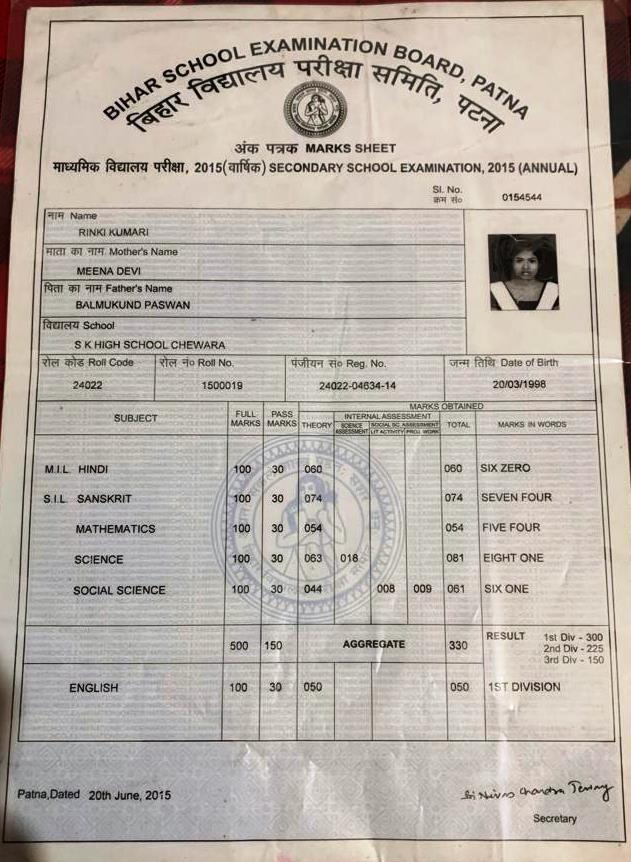 BIHAR SCHOOL EXAMINATION BOARD, PATNA
बिहार विद्यालय परीक्षा समिति, पटना
अंक पत्रक MARKS SHEET
माध्यमिक विद्यालय परीक्षा, 2015(वार्षिक) SECONDARY SCHOOL EXAMINATION, 2015 (ANNUAL)
Sl. No.
क्रम सं० 0154544
नाम Name
RINKI KUMARI
माता का नाम Mother's Name
MEENA DEVI
पिता का नाम Father's Name
BALMUKUND PASWAN
विद्यालय School
S K HIGH SCHOOL CHEWARA
रोल कोड Roll Code रोल नं० Roll No. पंजीयन सं० Reg. No. जन्म तिथि Date of Birth
24022 1500019 24022-04634-14 20/03/1998
SUBJECT FULL MARKS PASS MARKS MARKS OBTAINED
THEORY INTERNAL ASSESSMENT TOTAL MARKS IN WORDS
SCIENCE ASSESSMENT SOCIAL SC. ASSESSMENT
LIT ACTIVITY PROJ. WORK
M.I.L. HINDI 100 30 060 060 SIX ZERO
S.I.L. SANSKRIT 100 30 074 074 SEVEN FOUR
MATHEMATICS 100 30 054 054 FIVE FOUR
SCIENCE 100 30 063 018 081 EIGHT ONE
SOCIAL SCIENCE 100 30 044 008 009 061 SIX ONE
500 150 AGGREGATE 330 RESULT 1st Div - 300
2nd Div - 225
3rd Div - 150
ENGLISH 100 30 050 050 1ST DIVISION
Patna,Dated 20th June, 2015
Secretary